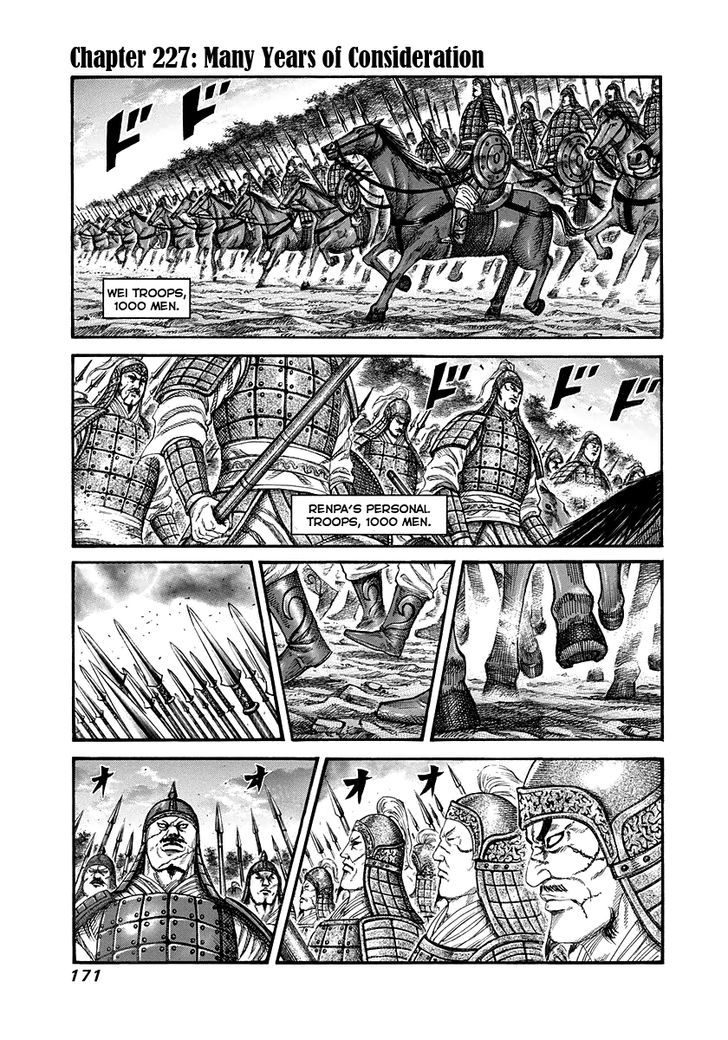 Chapter 227: Many Years of Consideration
ドド
WEI TROOPS,
1000 MEN.
ドドド
RENPA'S PERSONAL
TROOPS, 1000 MEN.
オ オ
オ オ
171